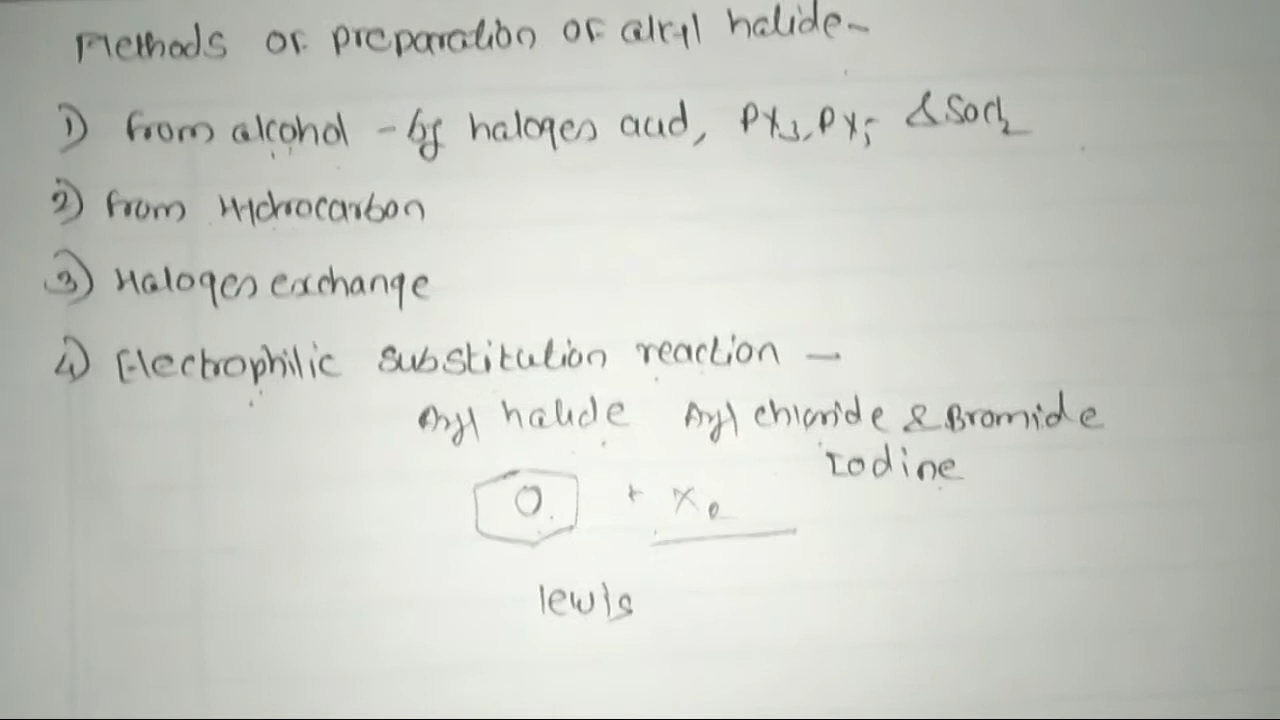 Methods of preparation of alkyl halide-
1) from alcohol - by halogen acid, PX3, PX5 & SOCl2
2) from Hydrocarbon
3) Halogen exchange
4) Electrophilic substitution reaction -
Aryl halide Aryl chloride & Bromide
Iodine
+ X2
lewis